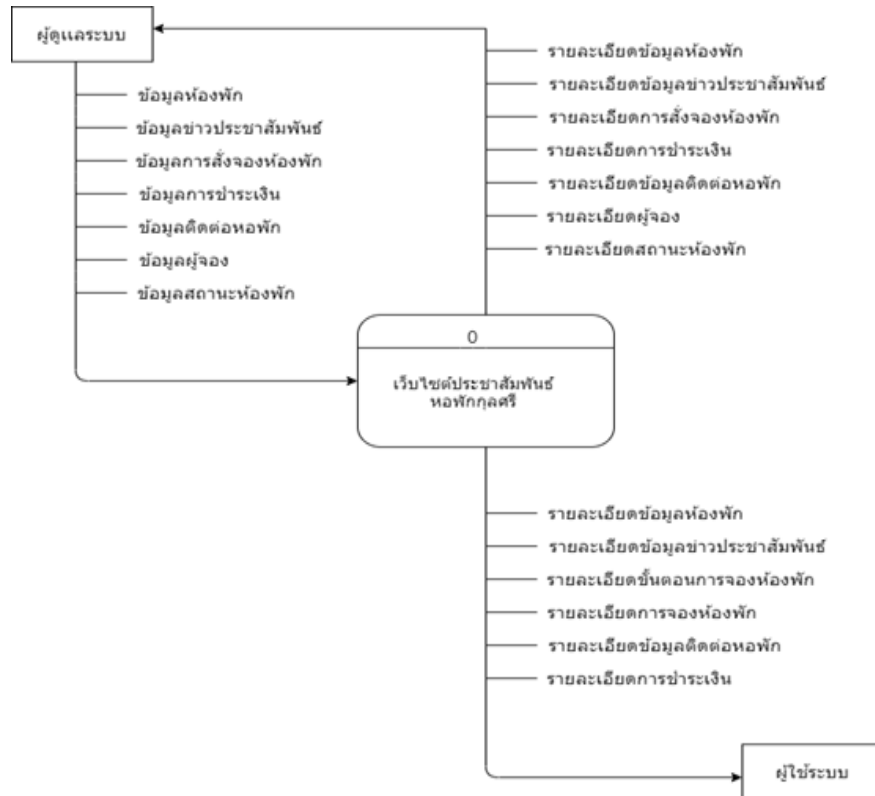 ผู้ดูแลระบบ
รายละเอียดข้อมูลห้องพัก
รายละเอียดข้อมูลข่าวประชาสัมพันธ์
รายละเอียดการสั่งจองห้องพัก
รายละเอียดการชำระเงิน
รายละเอียดข้อมูลติดต่อหอพัก
รายละเอียดผู้จอง
รายละเอียดสถานะห้องพัก
ข้อมูลห้องพัก
ข้อมูลข่าวประชาสัมพันธ์
ข้อมูลการสั่งจองห้องพัก
ข้อมูลการชำระเงิน
ข้อมูลติดต่อหอพัก
ข้อมูลผู้จอง
ข้อมูลสถานะห้องพัก
0
เว็บไซต์ประชาสัมพันธ์
หอพักกุลศรี
รายละเอียดข้อมูลห้องพัก
รายละเอียดข้อมูลข่าวประชาสัมพันธ์
รายละเอียดขั้นตอนการจองห้องพัก
รายละเอียดการจองห้องพัก
รายละเอียดข้อมูลติดต่อหอพัก
รายละเอียดการชำระเงิน
ผู้ใช้ระบบ